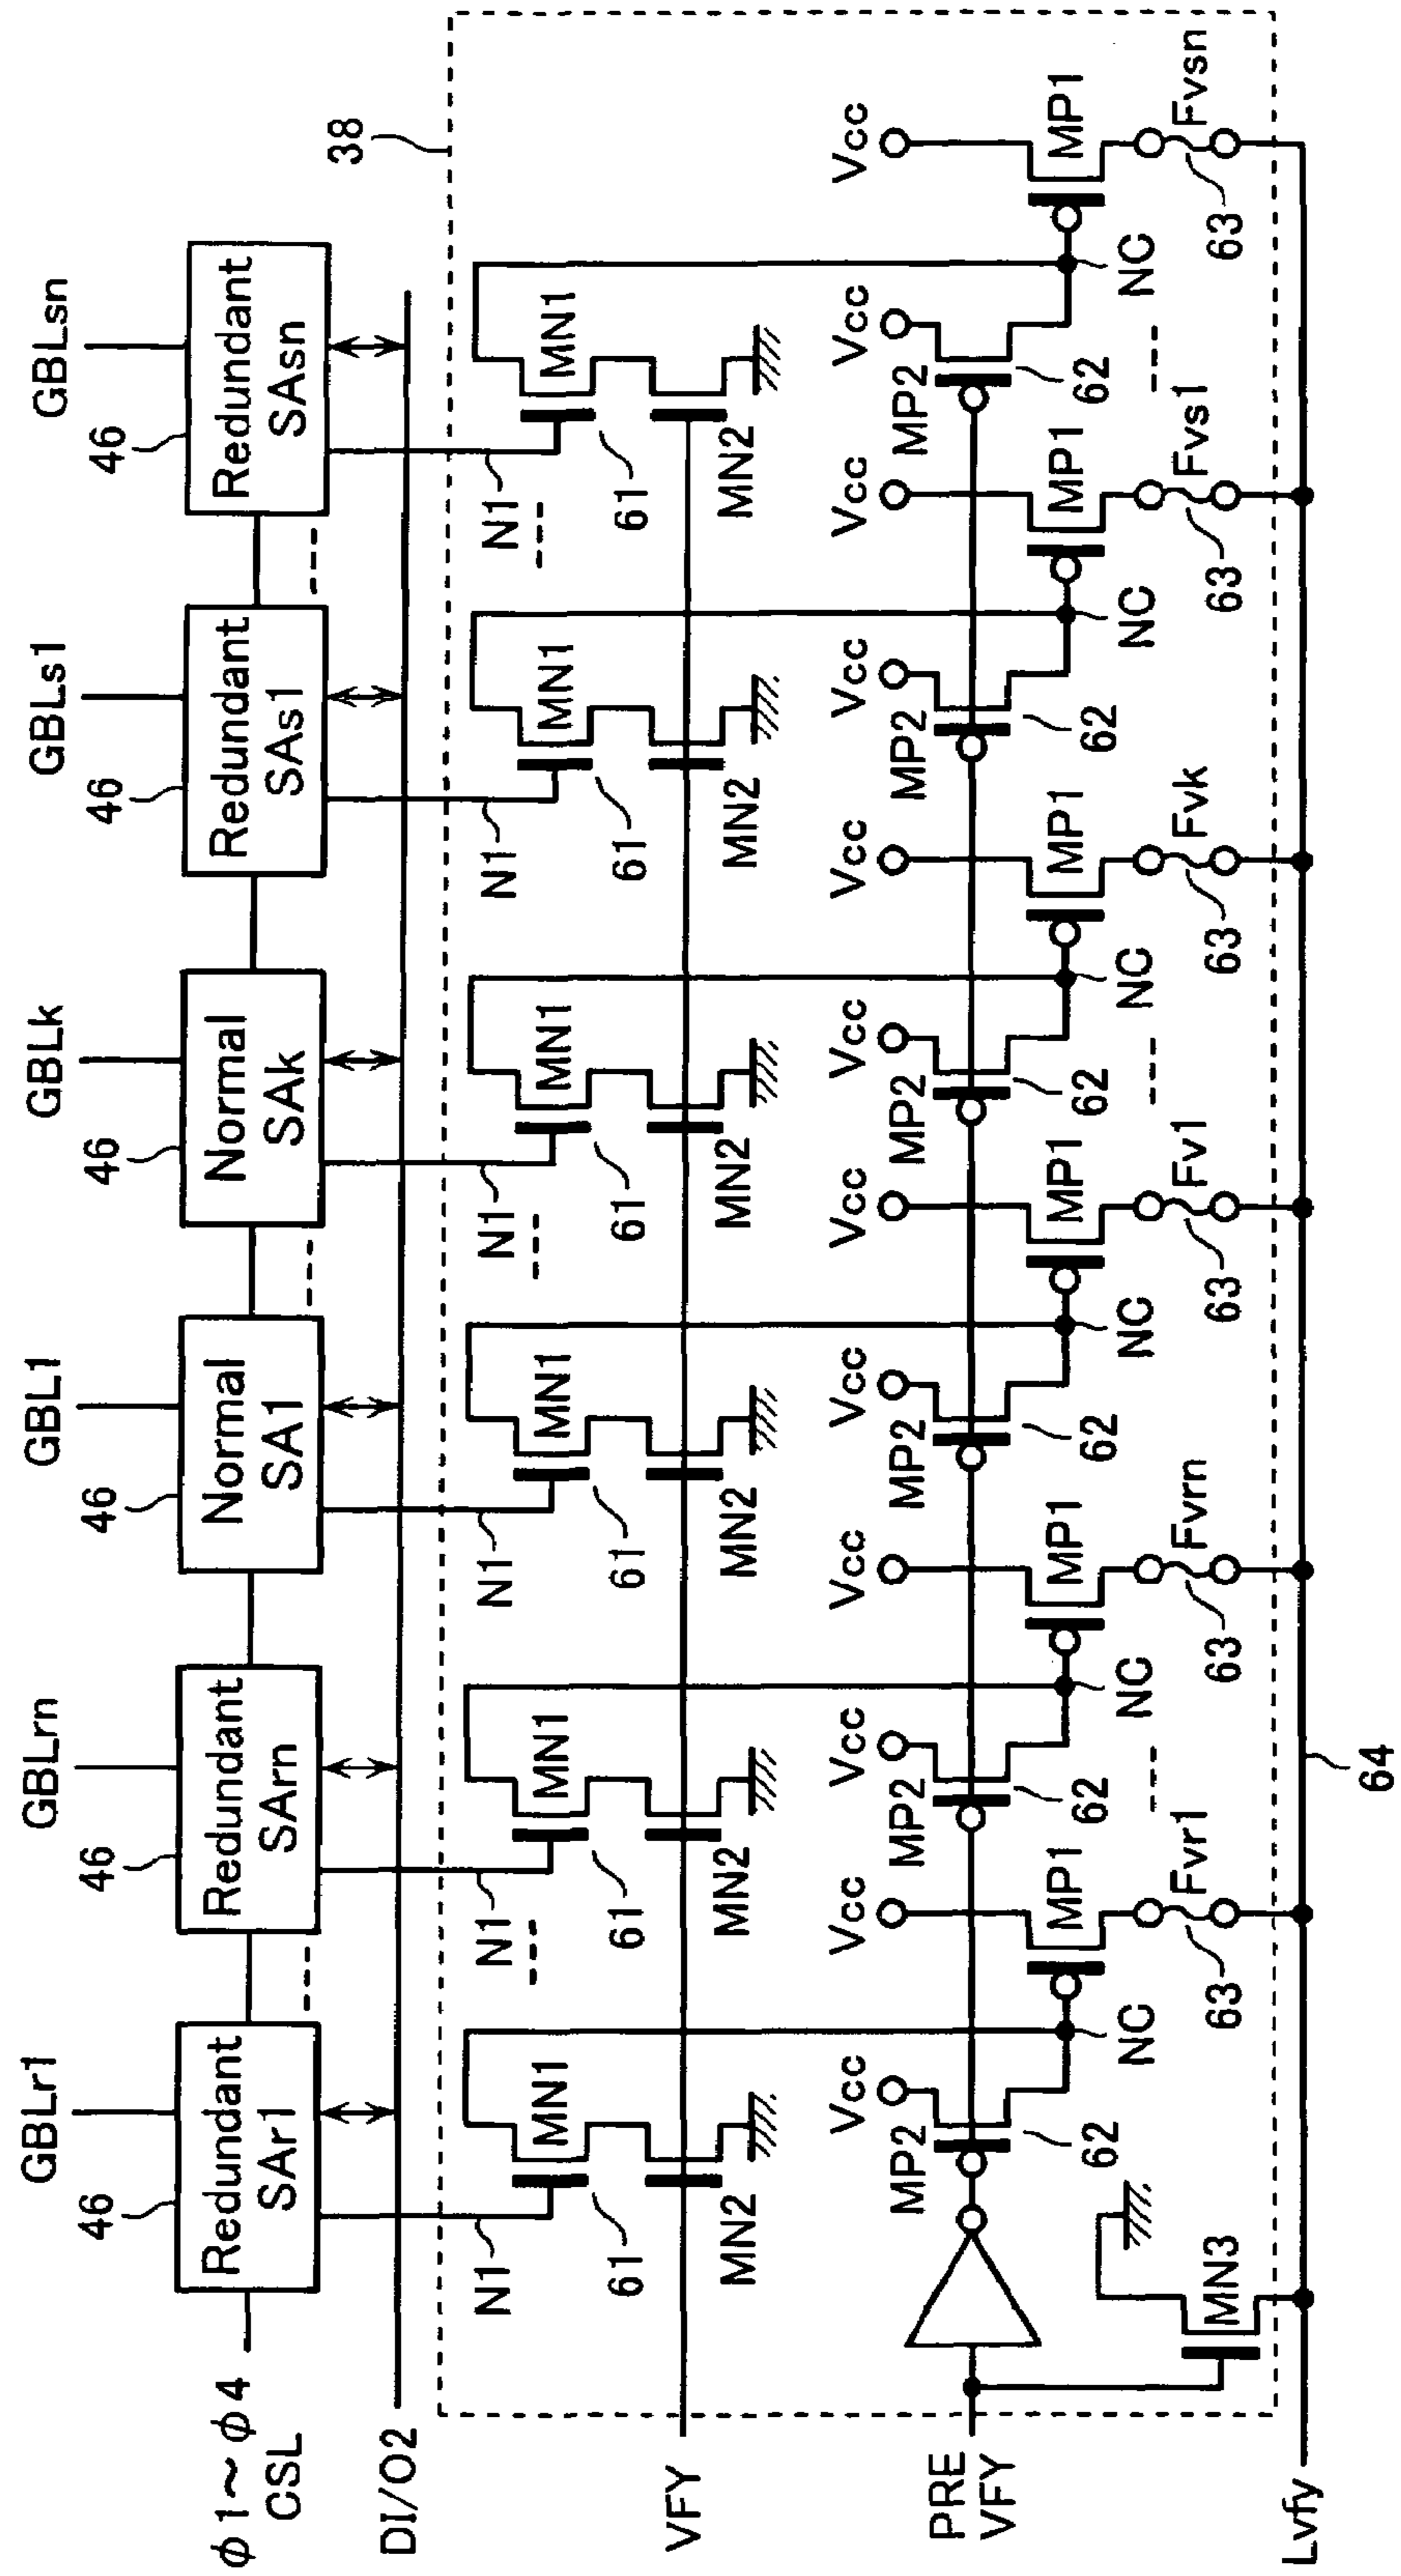 GBLr1 GBLrn GBL1 GBLk GBLs1 GBLsn
46 46 46 46 46 46
38
Redundant SAr1
Redundant SArn
Normal SA1
Normal SAk
Redundant SAs1
Redundant SAsn
φ1~φ4
CSL
DI/O2
N1 N1 N1 N1 N1 N1
MN1 MN1 MN1 MN1 MN1 MN1
61 61 61 61 61 61
VFY
MN2 MN2 MN2 MN2 MN2 MN2
Vcc Vcc Vcc Vcc Vcc Vcc Vcc Vcc Vcc Vcc Vcc Vcc
MP2 MP2 MP2 MP2 MP2 MP2
PRE
VFY
62 62 62 62 62 62
MP1 MP1 MP1 MP1 MP1 MP1
NC NC NC NC NC NC
MN3
Fvr1 Fvrn Fv1 Fvk Fvs1 Fvsn
63 63 63 63 63 63
Lvfy
64